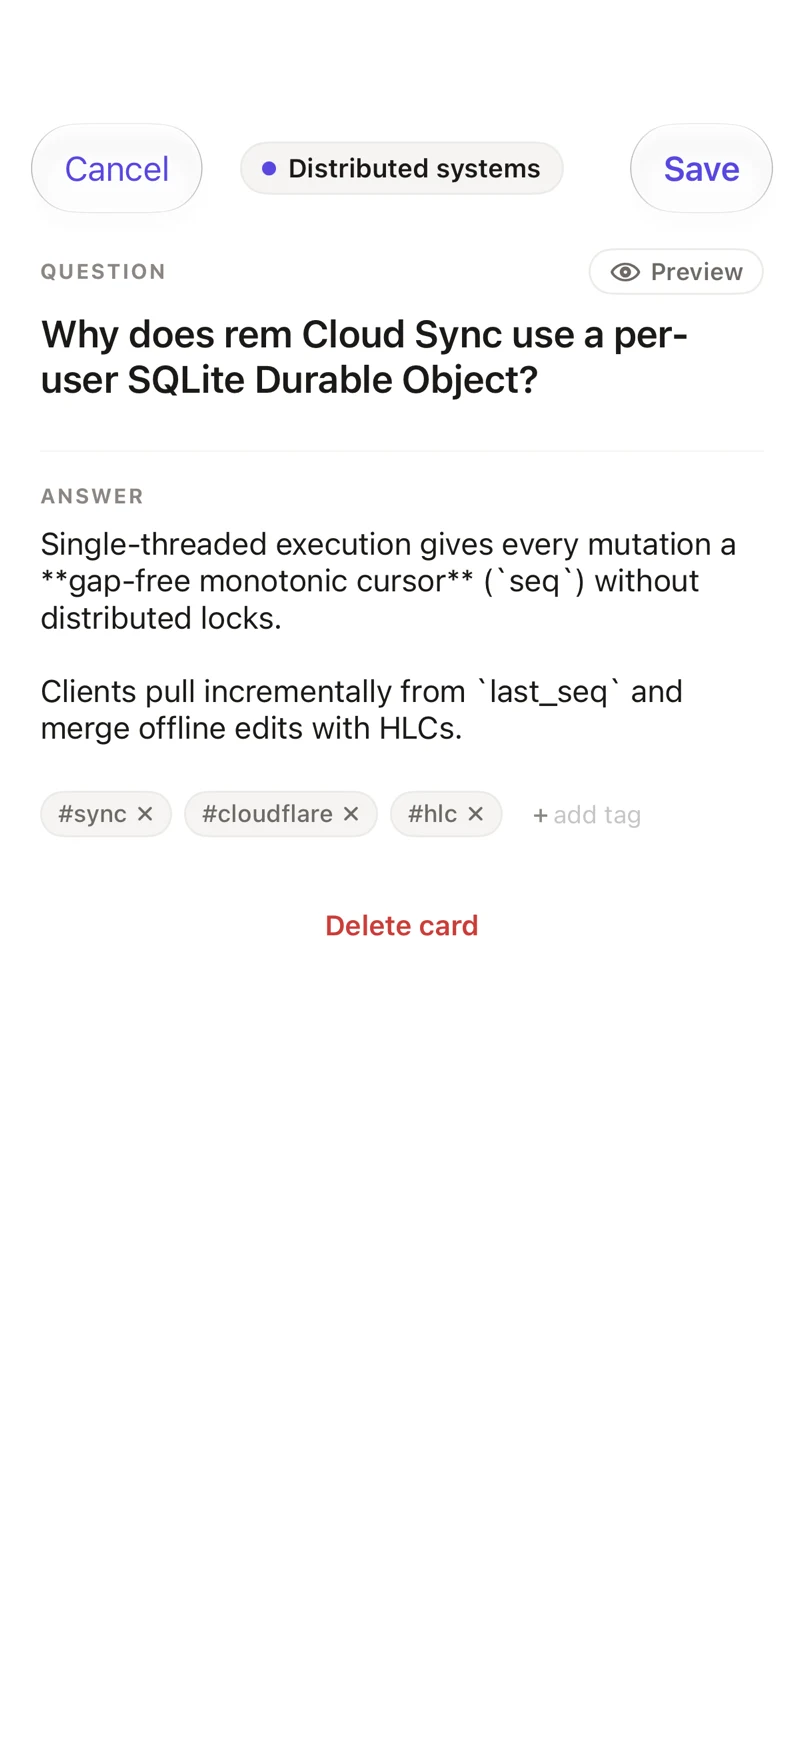 Cancel
Distributed systems
Save
QUESTION
Preview
Why does rem Cloud Sync use a per-
user SQLite Durable Object?
ANSWER
Single-threaded execution gives every mutation a
**gap-free monotonic cursor** (`seq`) without
distributed locks.
Clients pull incrementally from `last_seq` and
merge offline edits with HLCs.
#sync ✕ #cloudflare ✕ #hlc ✕ + add tag
Delete card